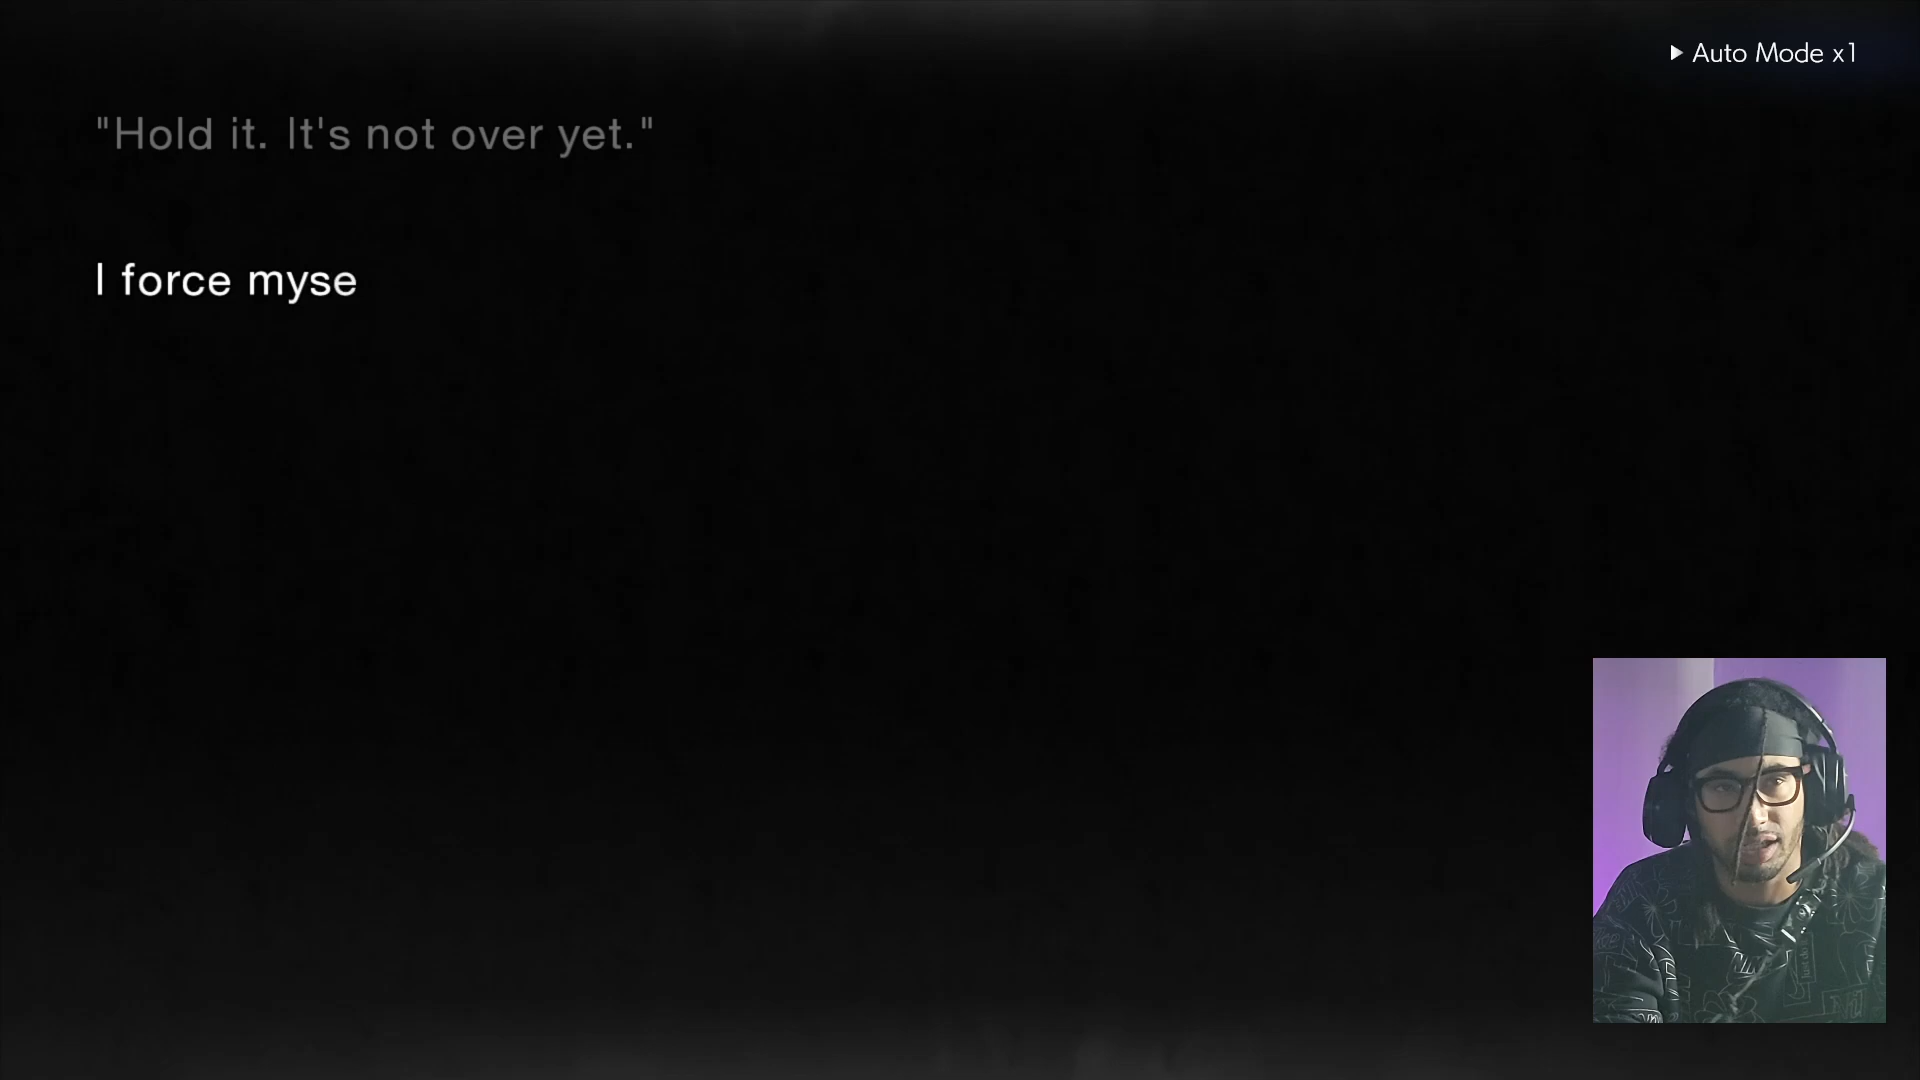 Auto Mode x1
"Hold it. It's not over yet."
I force myse